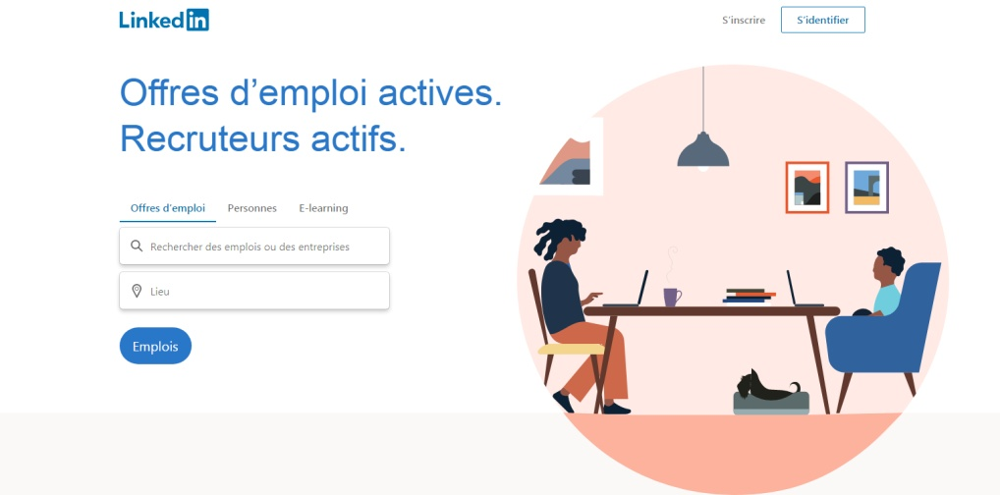 Linkedin
S'inscrire
S'identifier
Offres d’emploi actives.
Recruteurs actifs.
Offres d'emploi
Personnes
E-learning
Rechercher des emplois ou des entreprises
Lieu
Emplois